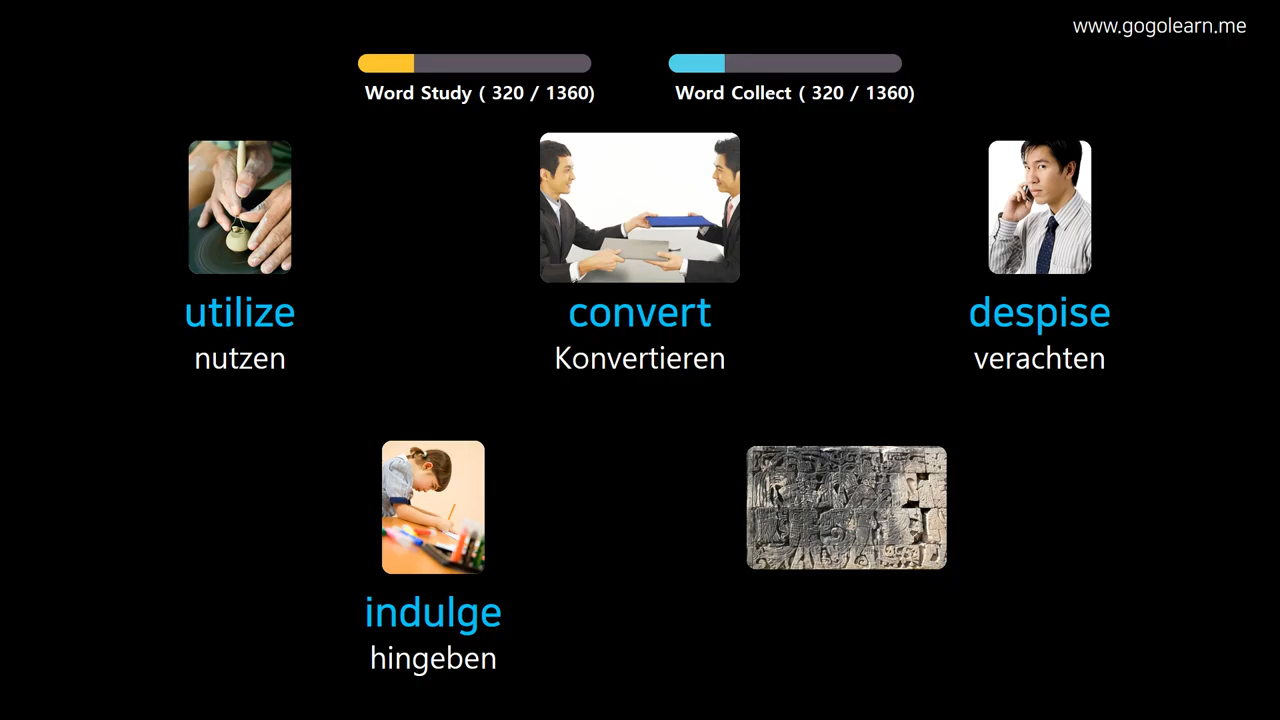 www.gogolearn.me
Word Study ( 320 / 1360)
Word Collect ( 320 / 1360)
utilize
nutzen
convert
Konvertieren
despise
verachten
indulge
hingeben